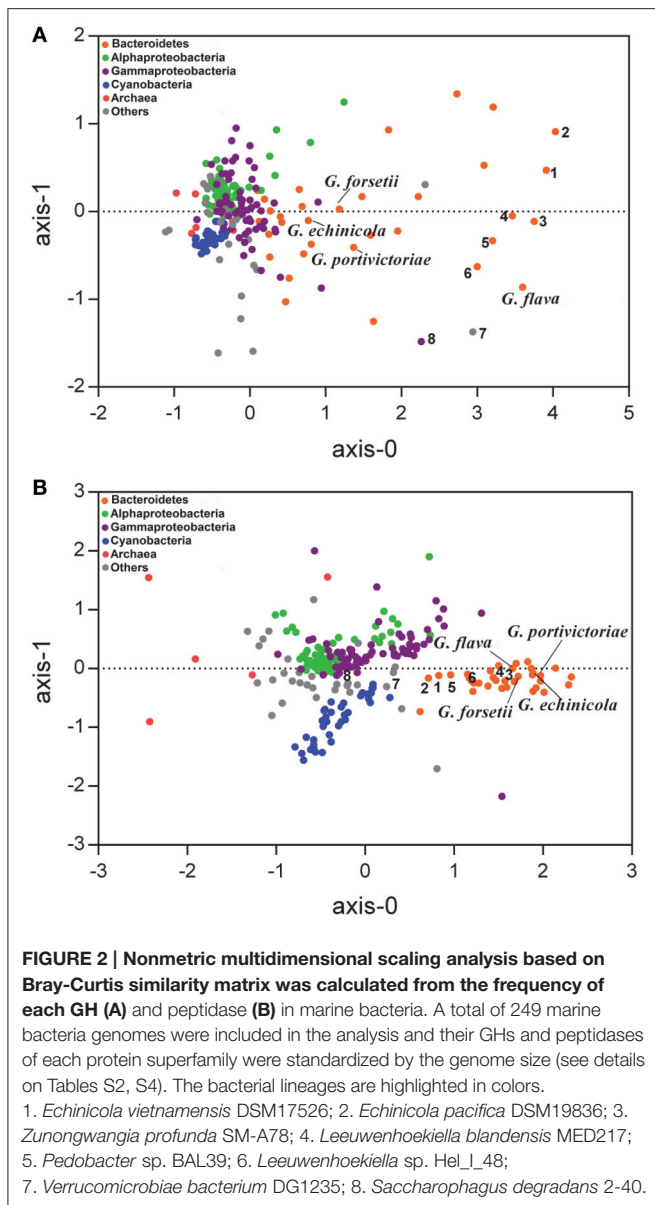 A
Bacteroidetes
Alphaproteobacteria
Gammaproteobacteria
Cyanobacteria
Archaea
Others
2
1
0
-1
-2
axis-1
G. forsetii
G. echinicola
G. portivictoriae
G. flava
2
1
4
3
5
6
8
7
-2 -1 0 1 2 3 4 5
axis-0
B
Bacteroidetes
Alphaproteobacteria
Gammaproteobacteria
Cyanobacteria
Archaea
Others
3
2
1
0
-1
-2
-3
axis-1
G. flava
G. portivictoriae
8 7 2 1 5 6 4 3
G. forsetii
G. echinicola
-3 -2 -1 0 1 2 3
axis-0
FIGURE 2 | Nonmetric multidimensional scaling analysis based on
Bray-Curtis similarity matrix was calculated from the frequency of
each GH (A) and peptidase (B) in marine bacteria. A total of 249 marine
bacteria genomes were included in the analysis and their GHs and peptidases
of each protein superfamily were standardized by the genome size (see details
on Tables S2, S4). The bacterial lineages are highlighted in colors.
1. Echinicola vietnamensis DSM17526; 2. Echinicola pacifica DSM19836; 3.
Zunongwangia profunda SM-A78; 4. Leeuwenhoekiella blandensis MED217;
5. Pedobacter sp. BAL39; 6. Leeuwenhoekiella sp. Hel_I_48;
7. Verrucomicrobiae bacterium DG1235; 8. Saccharophagus degradans 2-40.